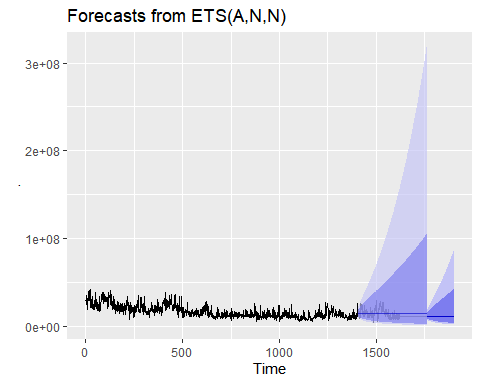 Forecasts from ETS(A,N,N)
3e+08
2e+08
1e+08
0e+00
.
0
500
1000
1500
Time